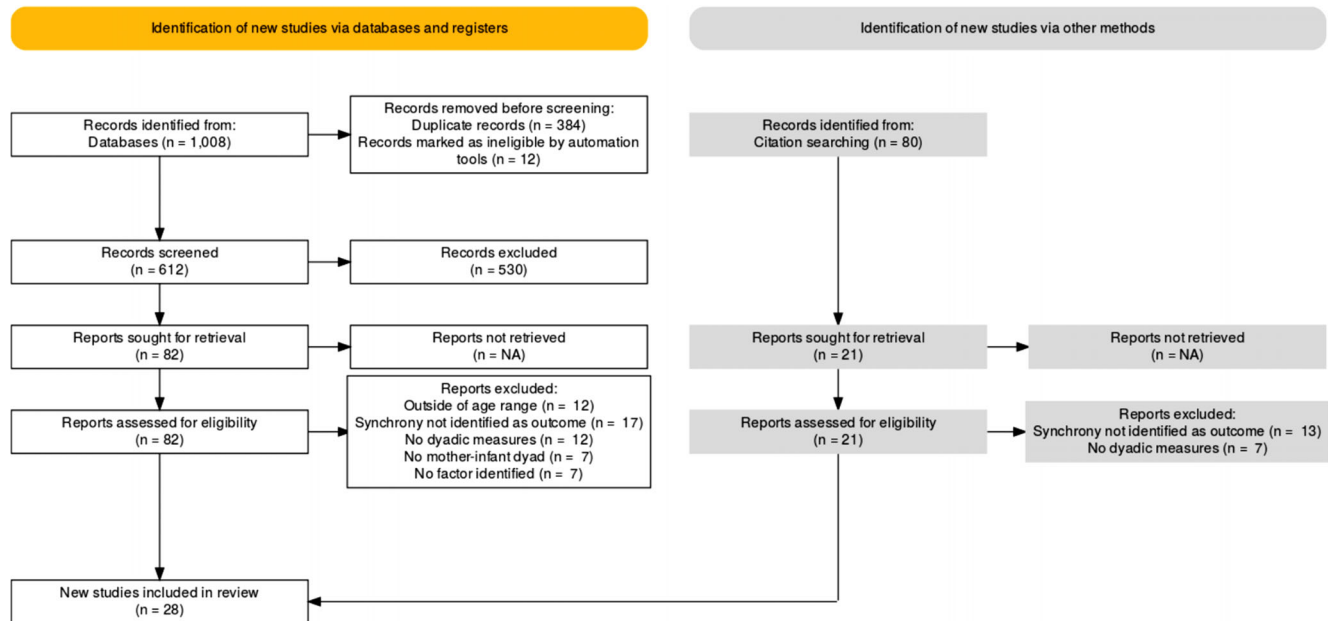 Identification of new studies via databases and registers
Identification of new studies via other methods
Records identified from:
Databases (n = 1,008)
Records removed before screening:
Duplicate records (n = 384)
Records marked as ineligible by automation
tools (n = 12)
Records identified from:
Citation searching (n = 80)
Records screened
(n = 612)
Records excluded
(n = 530)
Reports sought for retrieval
(n = 82)
Reports not retrieved
(n = NA)
Reports sought for retrieval
(n = 21)
Reports not retrieved
(n = NA)
Reports assessed for eligibility
(n = 82)
Reports excluded:
Outside of age range (n = 12)
Synchrony not identified as outcome (n = 17)
No dyadic measures (n = 12)
No mother-infant dyad (n = 7)
No factor identified (n = 7)
Reports assessed for eligibility
(n = 21)
Reports excluded:
Synchrony not identified as outcome (n = 13)
No dyadic measures (n = 7)
New studies included in review
(n = 28)